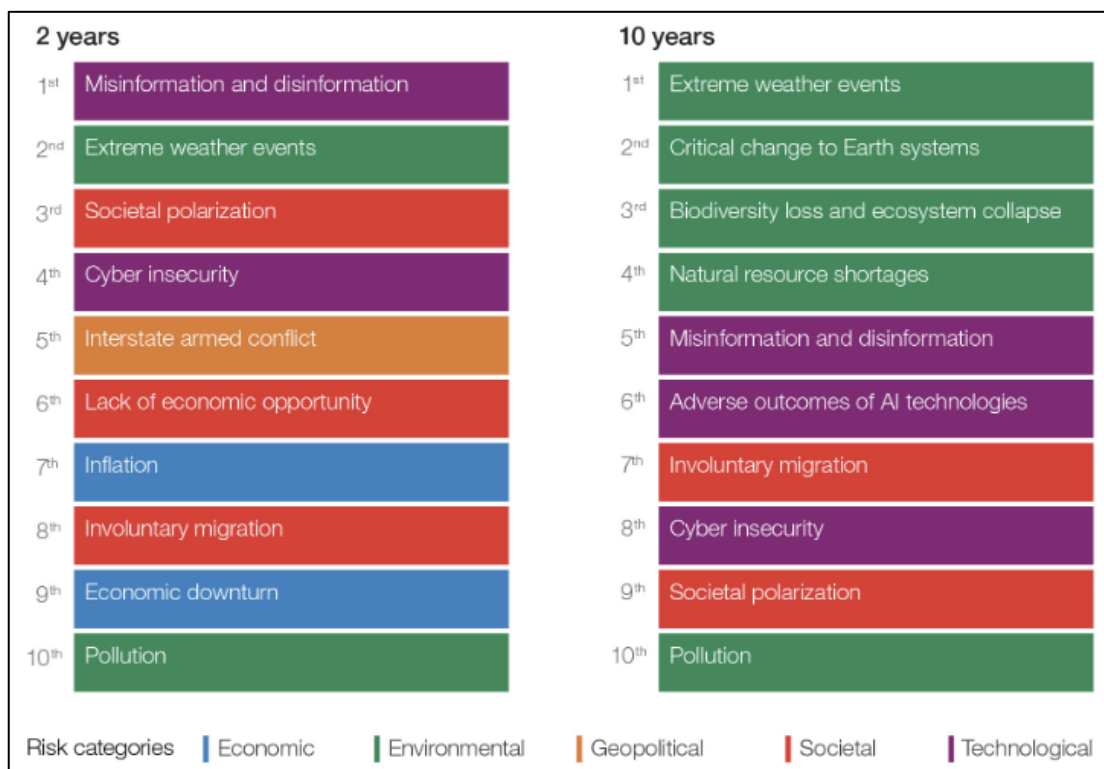 2 years
1st Misinformation and disinformation
2nd Extreme weather events
3rd Societal polarization
4th Cyber insecurity
5th Interstate armed conflict
6th Lack of economic opportunity
7th Inflation
8th Involuntary migration
9th Economic downturn
10th Pollution
10 years
1st Extreme weather events
2nd Critical change to Earth systems
3rd Biodiversity loss and ecosystem collapse
4th Natural resource shortages
5th Misinformation and disinformation
6th Adverse outcomes of AI technologies
7th Involuntary migration
8th Cyber insecurity
9th Societal polarization
10th Pollution
Risk categories Economic Environmental Geopolitical Societal Technological